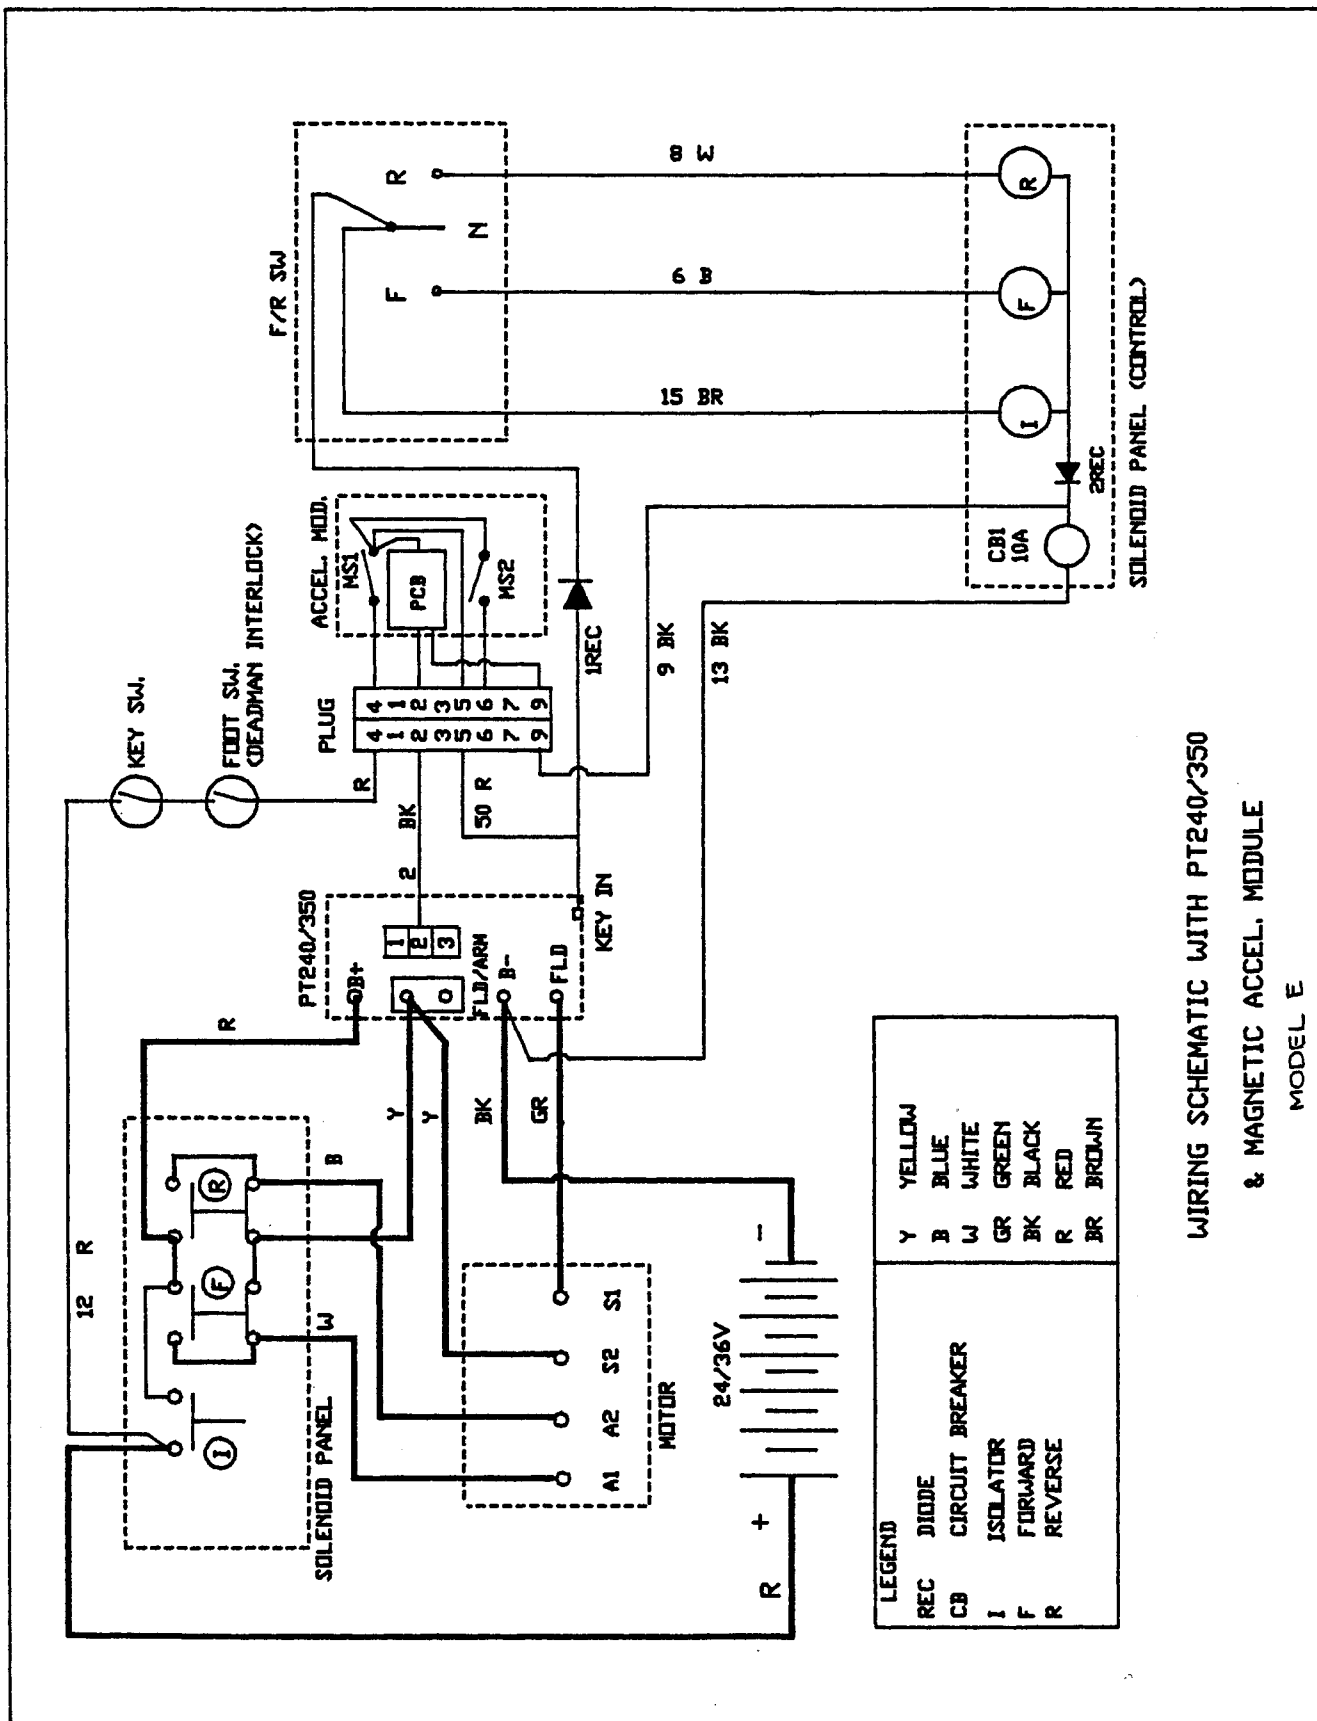 12 R
SOLENOID PANEL
I
F
R
W
B
R
KEY SW.
FOOT SW.
(DEADMAN INTERLOCK)
R
+
R
24/36V
-
MOTOR
A1
A2
S2
S1
Y
Y
BK
GR
PT240/350
B+
1
2
3
FLD/ARM
B-
FLD
KEY IN
2 BK
50 R
PLUG
4 4
1 1
2 2
3 3
5 5
6 6
7 7
9 9
ACCEL. MOD.
MS1
PCB
MS2
1REC
9 BK
13 BK
F/R SW
F
N
R
15 BR
6 B
8 W
CB1
10A
2REC
I
F
R
SOLENOID PANEL (CONTROL)
LEGEND
REC DIODE
CB CIRCUIT BREAKER
I ISOLATOR
F FORWARD
R REVERSE
Y YELLOW
B BLUE
W WHITE
GR GREEN
BK BLACK
R RED
BR BROWN
WIRING SCHEMATIC WITH PT240/350
& MAGNETIC ACCEL. MODULE
MODEL E